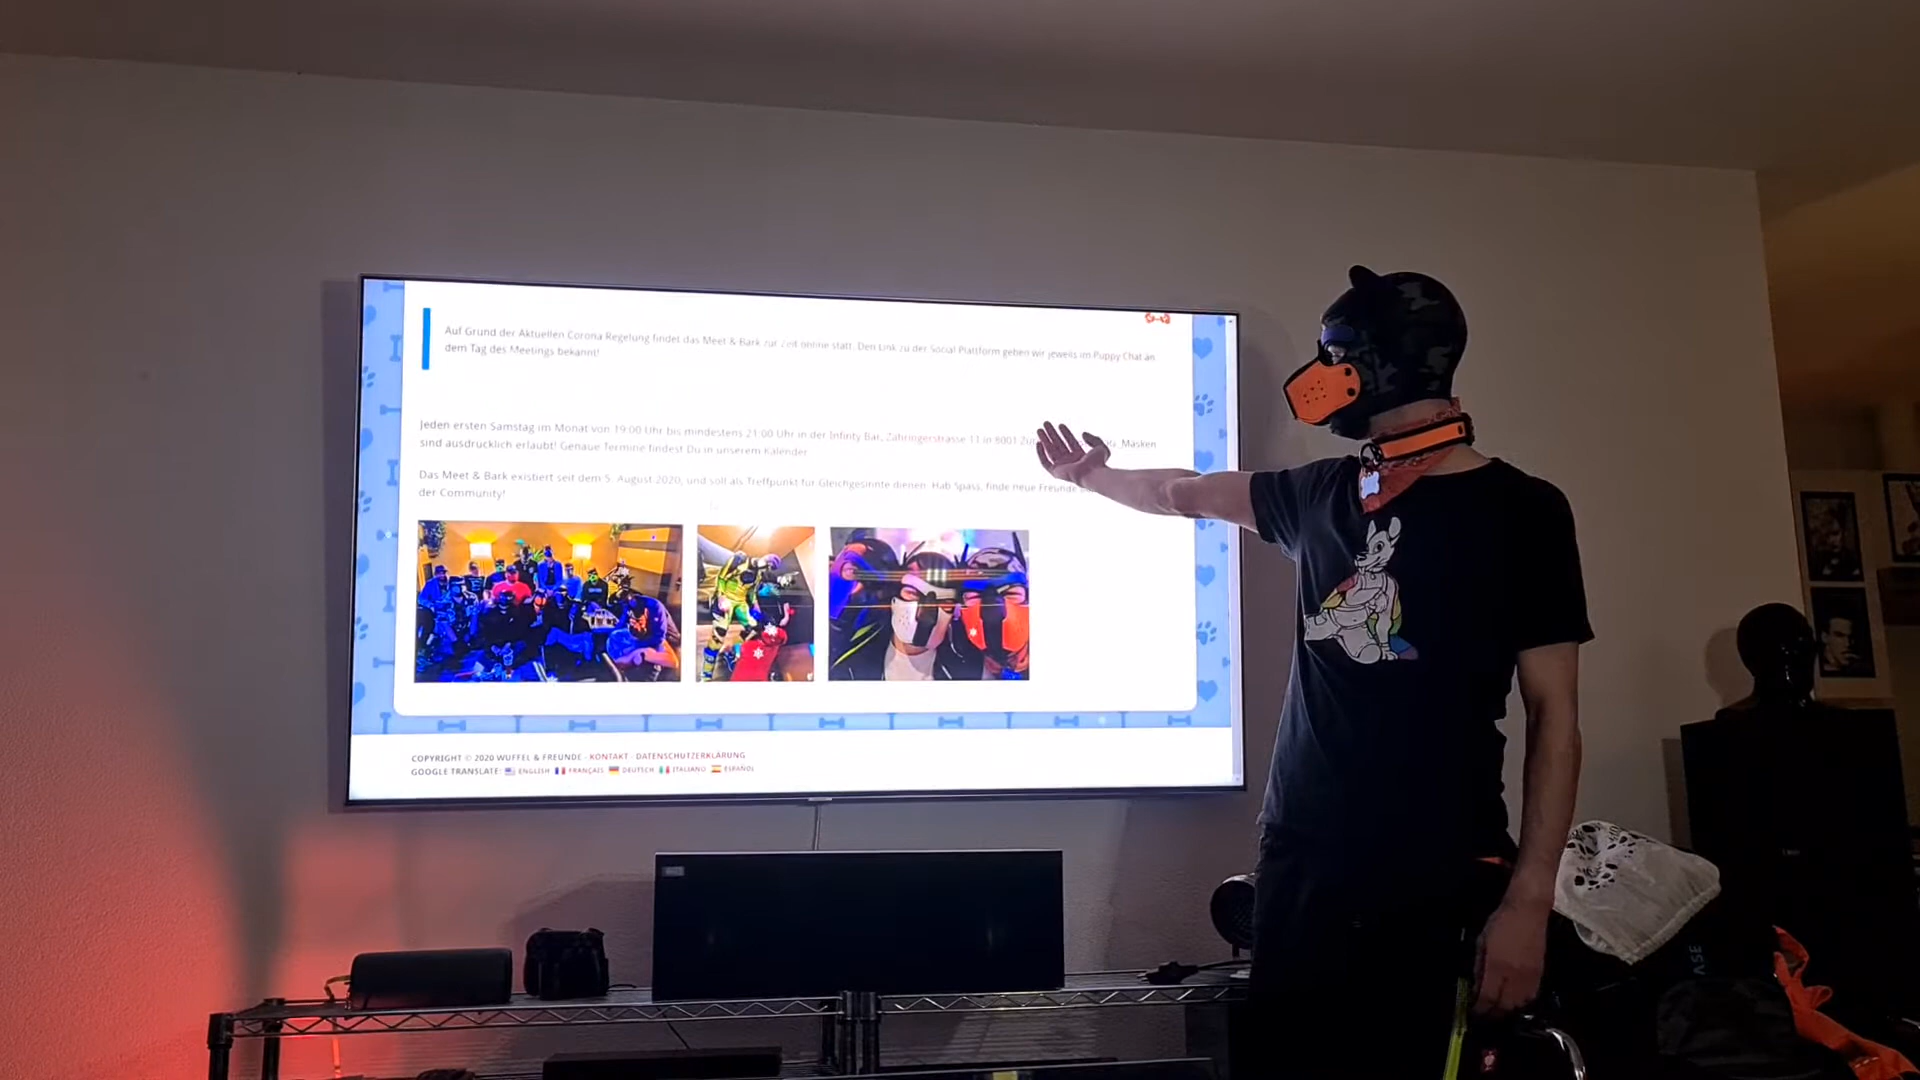 Auf Grund der Aktuellen Corona Regelung findet das Meet & Bark zur Zeit online statt. Den Link zu der Social Plattform geben wir jeweils im Puppy Chat an
dem Tag des Meetings bekannt!
Jeden ersten Samstag im Monat von 19:00 Uhr bis mindestens 21:00 Uhr in der Infinty Bar, Zähringerstrasse 11 in 8001 Masken
sind ausdrücklich erlaubt! Genaue Termine findest Du in unserem Kalender
Das Meet & Bark existiert seit dem 5. August 2020, und soll als Treffpunkt für Gleichgesinnte dienen. Hab Spass, finde neue Freunde
der Community!
COPYRIGHT © 2020 WUFFEL & FREUNDE - KONTAKT - DATENSCHUTZERKLÄRUNG
GOOGLE TRANSLATE: ENGLISH FRANÇAIS DEUTSCH ITALIANO ESPAÑOL
ASE